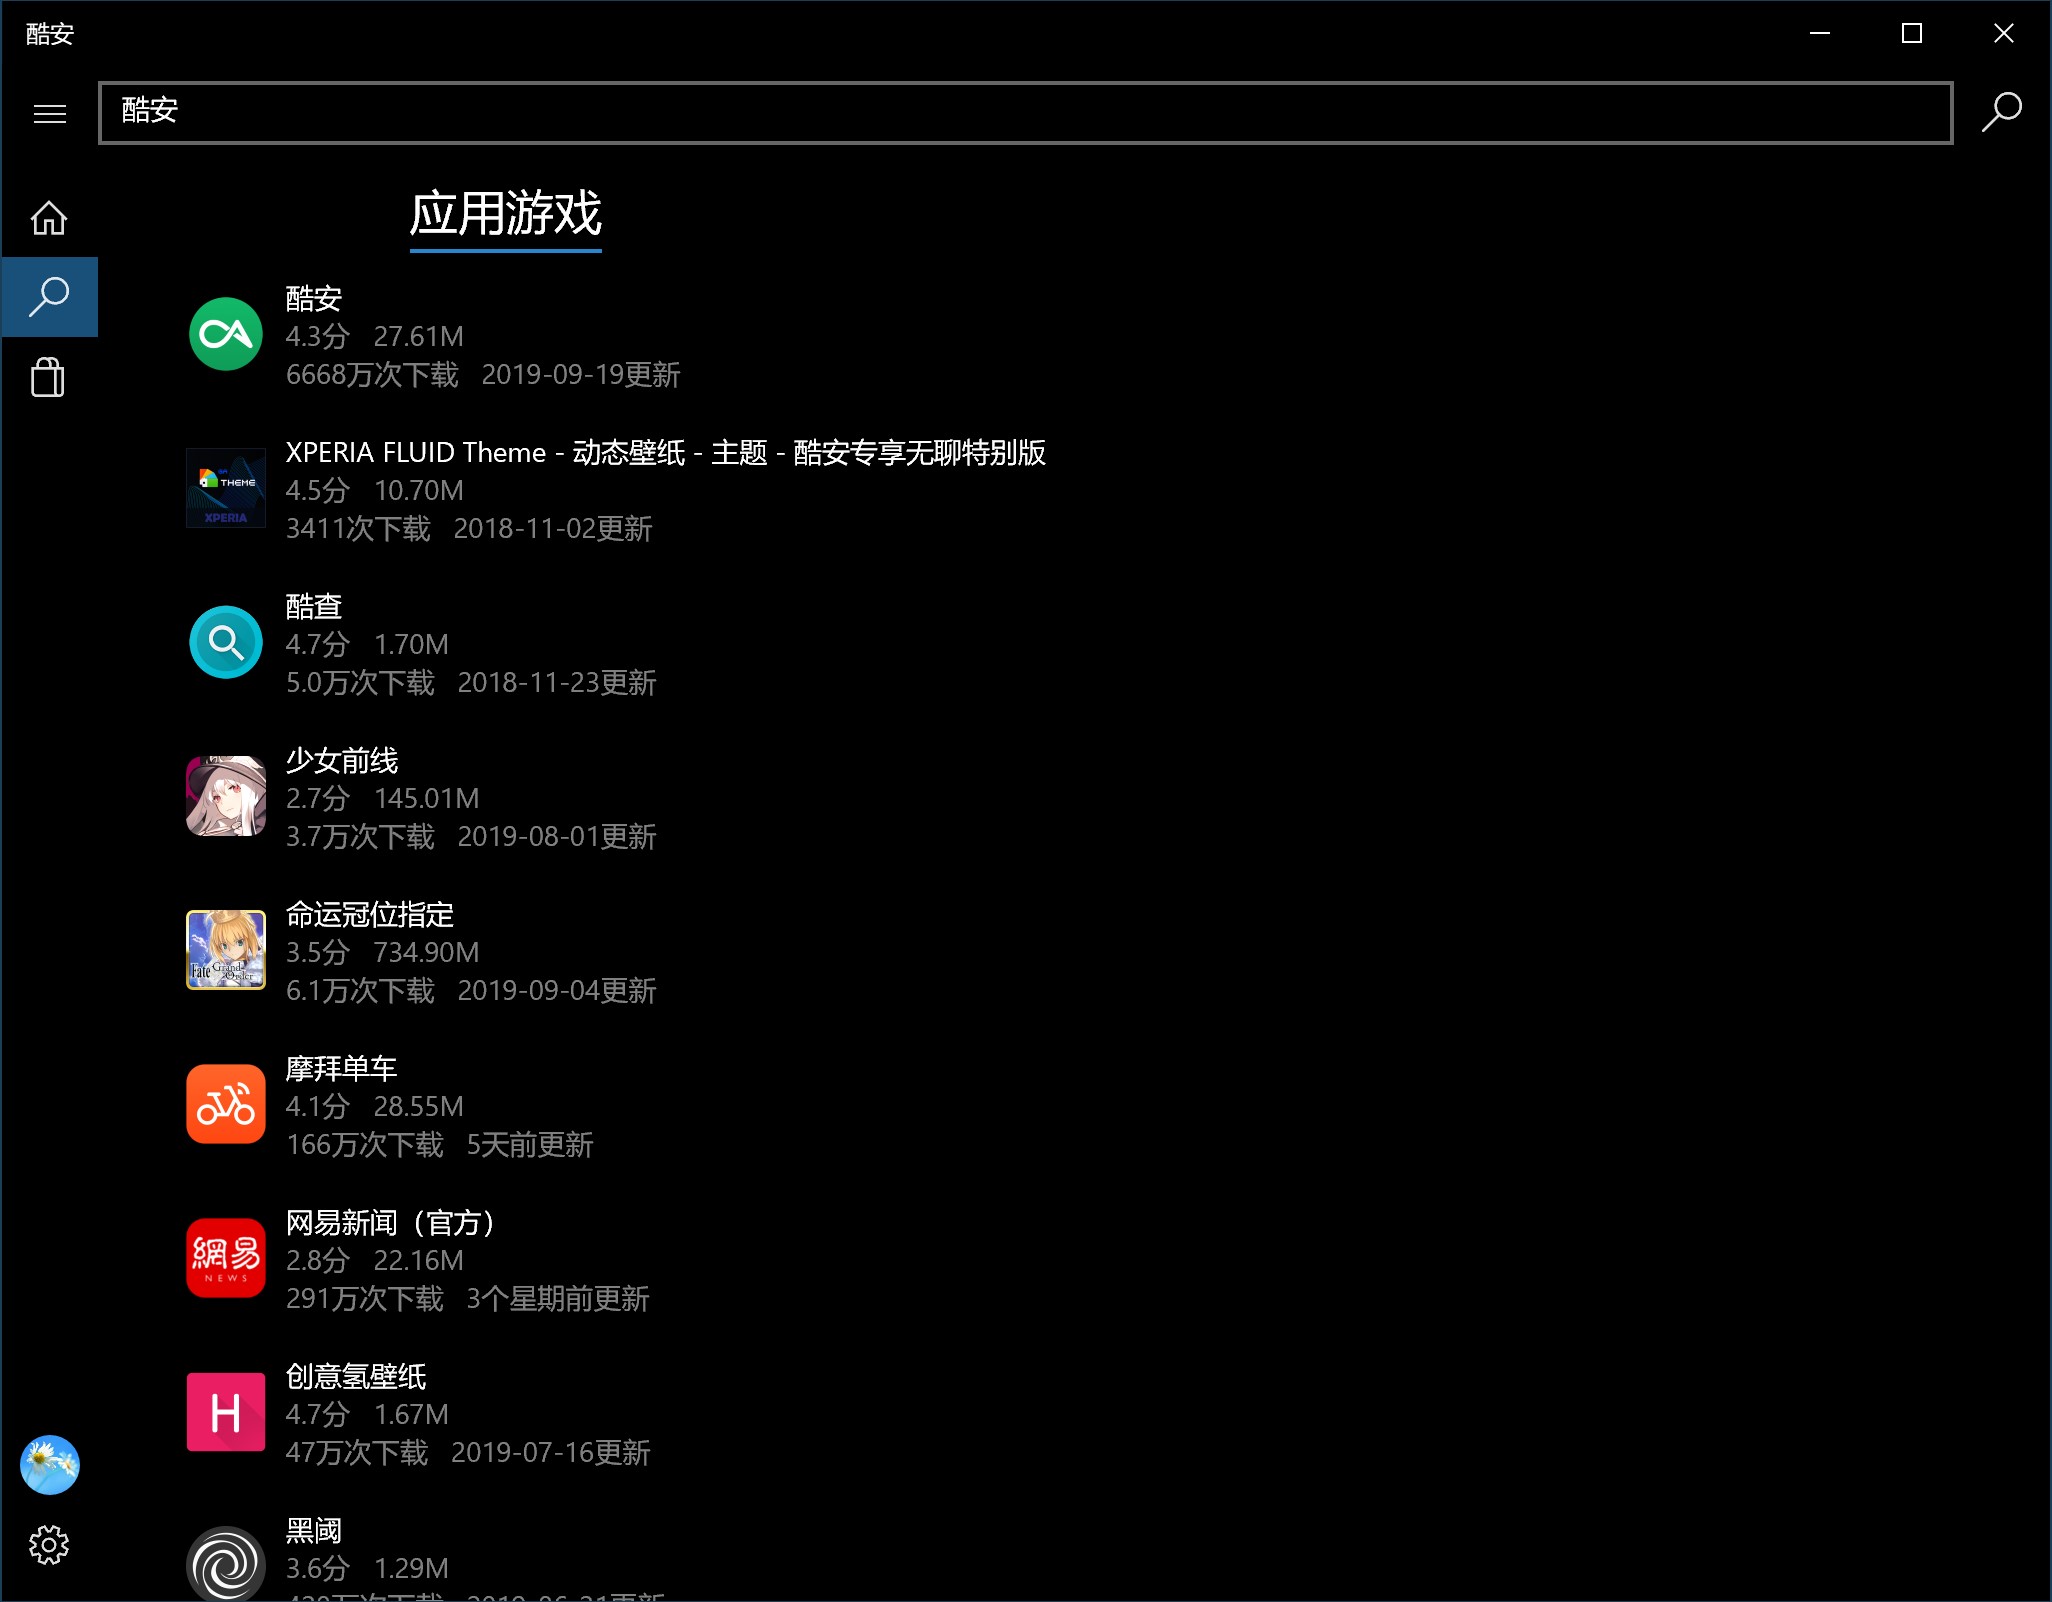 酷安
酷安
应用游戏
酷安
4.3分 27.61M
6668万次下载 2019-09-19更新
XPERIA FLUID Theme - 动态壁纸 - 主题 - 酷安专享无聊特别版
THEME
XPERIA
4.5分 10.70M
3411次下载 2018-11-02更新
酷查
4.7分 1.70M
5.0万次下载 2018-11-23更新
少女前线
2.7分 145.01M
3.7万次下载 2019-08-01更新
命运冠位指定
Fate Grand Order
3.5分 734.90M
6.1万次下载 2019-09-04更新
摩拜单车
4.1分 28.55M
166万次下载 5天前更新
网易新闻（官方）
網易
NEWS
2.8分 22.16M
291万次下载 3个星期前更新
创意氢壁纸
H
4.7分 1.67M
47万次下载 2019-07-16更新
黑阈
3.6分 1.29M